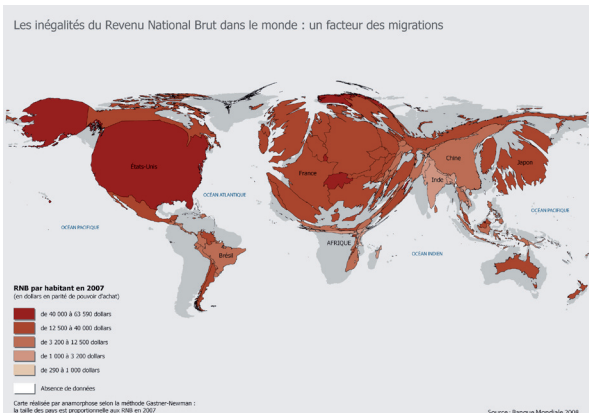 Les inégalités du Revenu National Brut dans le monde : un facteur des migrations
États-Unis
France
Chine
Japon
Inde
OCÉAN ATLANTIQUE
OCÉAN PACIFIQUE
OCÉAN PACIFIQUE
AFRIQUE
OCÉAN INDIEN
Brésil
RNB par habitant en 2007
(en dollars en parité de pouvoir d'achat)
de 40 000 à 63 590 dollars
de 12 500 à 40 000 dollars
de 3 200 à 12 500 dollars
de 1 000 à 3 200 dollars
de 290 à 1 000 dollars
Absence de données
Carte réalisée par anamorphose selon la méthode Gastner-Newman :
la taille des pays est proportionnelle aux RNB en 2007
Source : Banque Mondiale 2008